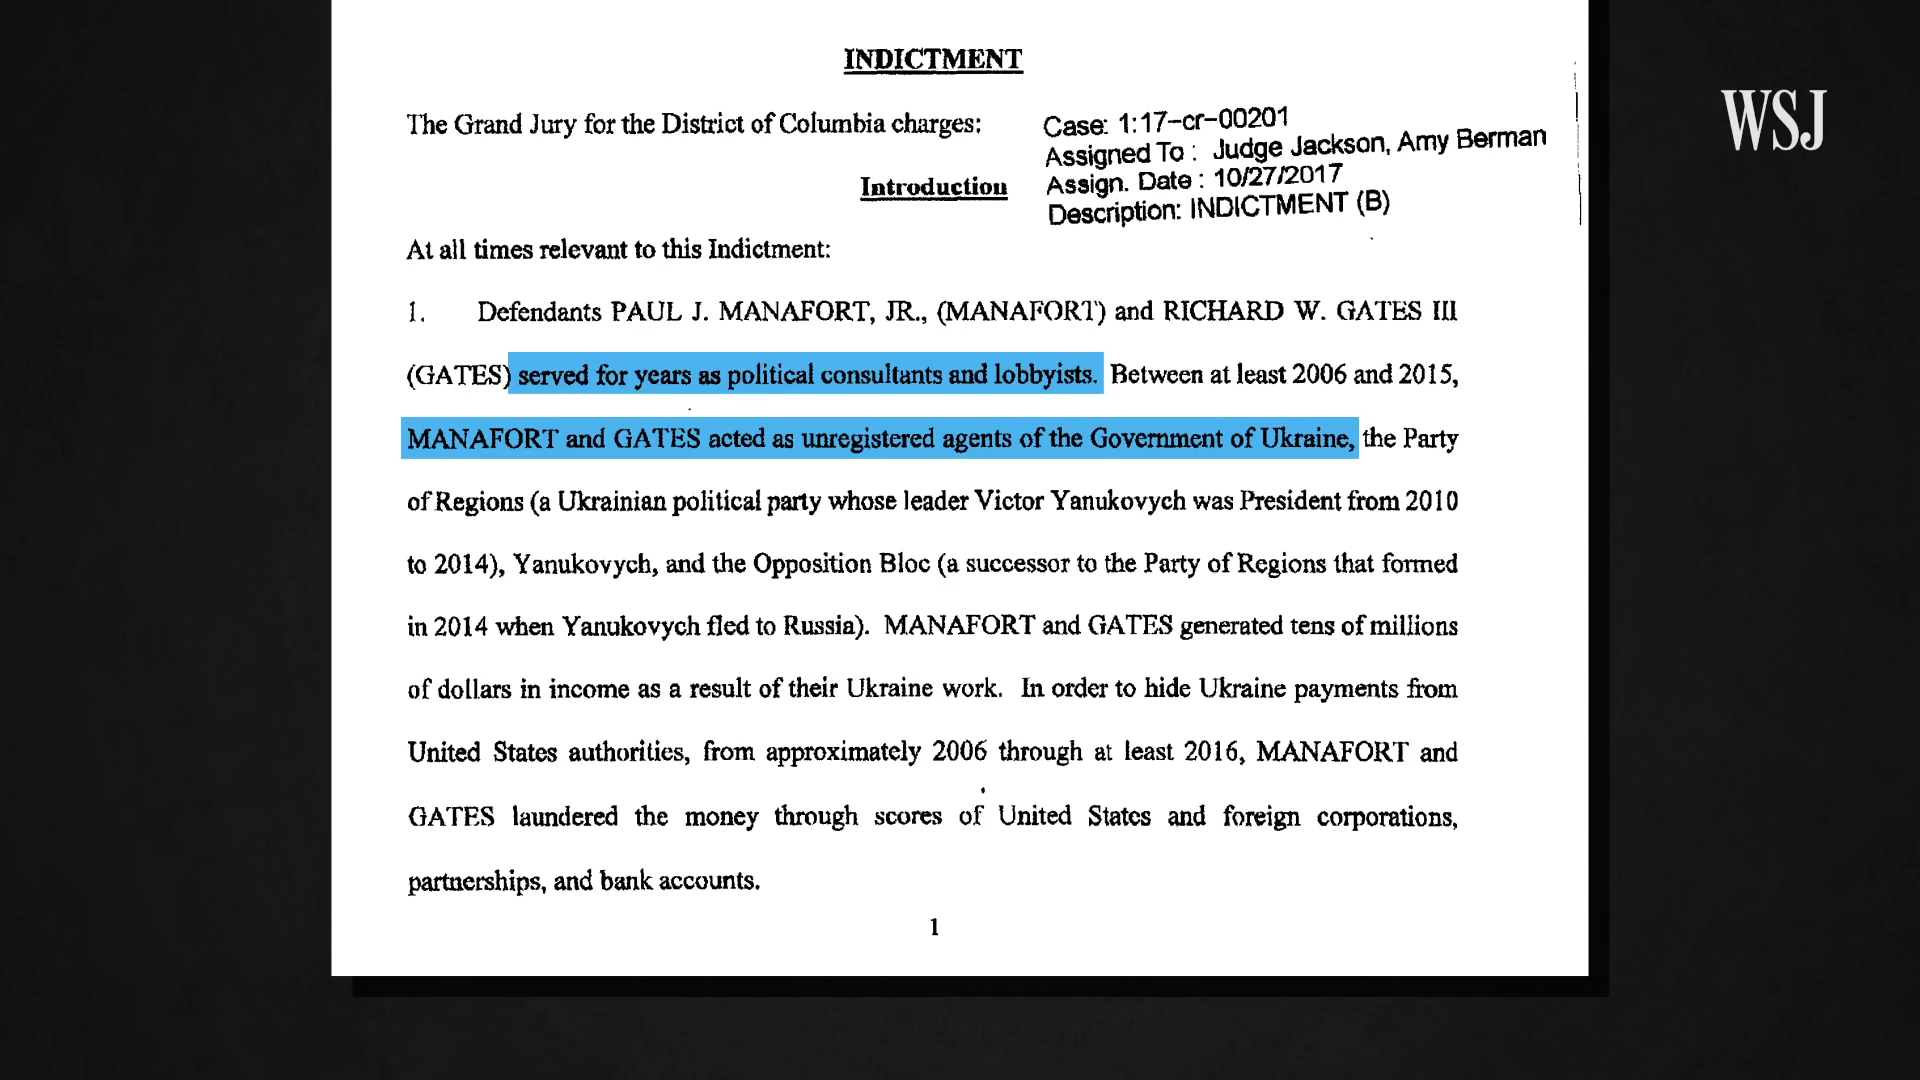 INDICTMENT
The Grand Jury for the District of Columbia charges:
Case: 1:17-cr-00201
Assigned To : Judge Jackson, Amy Berman
Assign. Date : 10/27/2017
Description: INDICTMENT (B)
Introduction
At all times relevant to this Indictment:
1. Defendants PAUL J. MANAFORT, JR., (MANAFORT) and RICHARD W. GATES III
(GATES) served for years as political consultants and lobbyists. Between at least 2006 and 2015,
MANAFORT and GATES acted as unregistered agents of the Government of Ukraine, the Party
of Regions (a Ukrainian political party whose leader Victor Yanukovych was President from 2010
to 2014), Yanukovych, and the Opposition Bloc (a successor to the Party of Regions that formed
in 2014 when Yanukovych fled to Russia). MANAFORT and GATES generated tens of millions
of dollars in income as a result of their Ukraine work. In order to hide Ukraine payments from
United States authorities, from approximately 2006 through at least 2016, MANAFORT and
GATES laundered the money through scores of United States and foreign corporations,
partnerships, and bank accounts.
1
WSJ